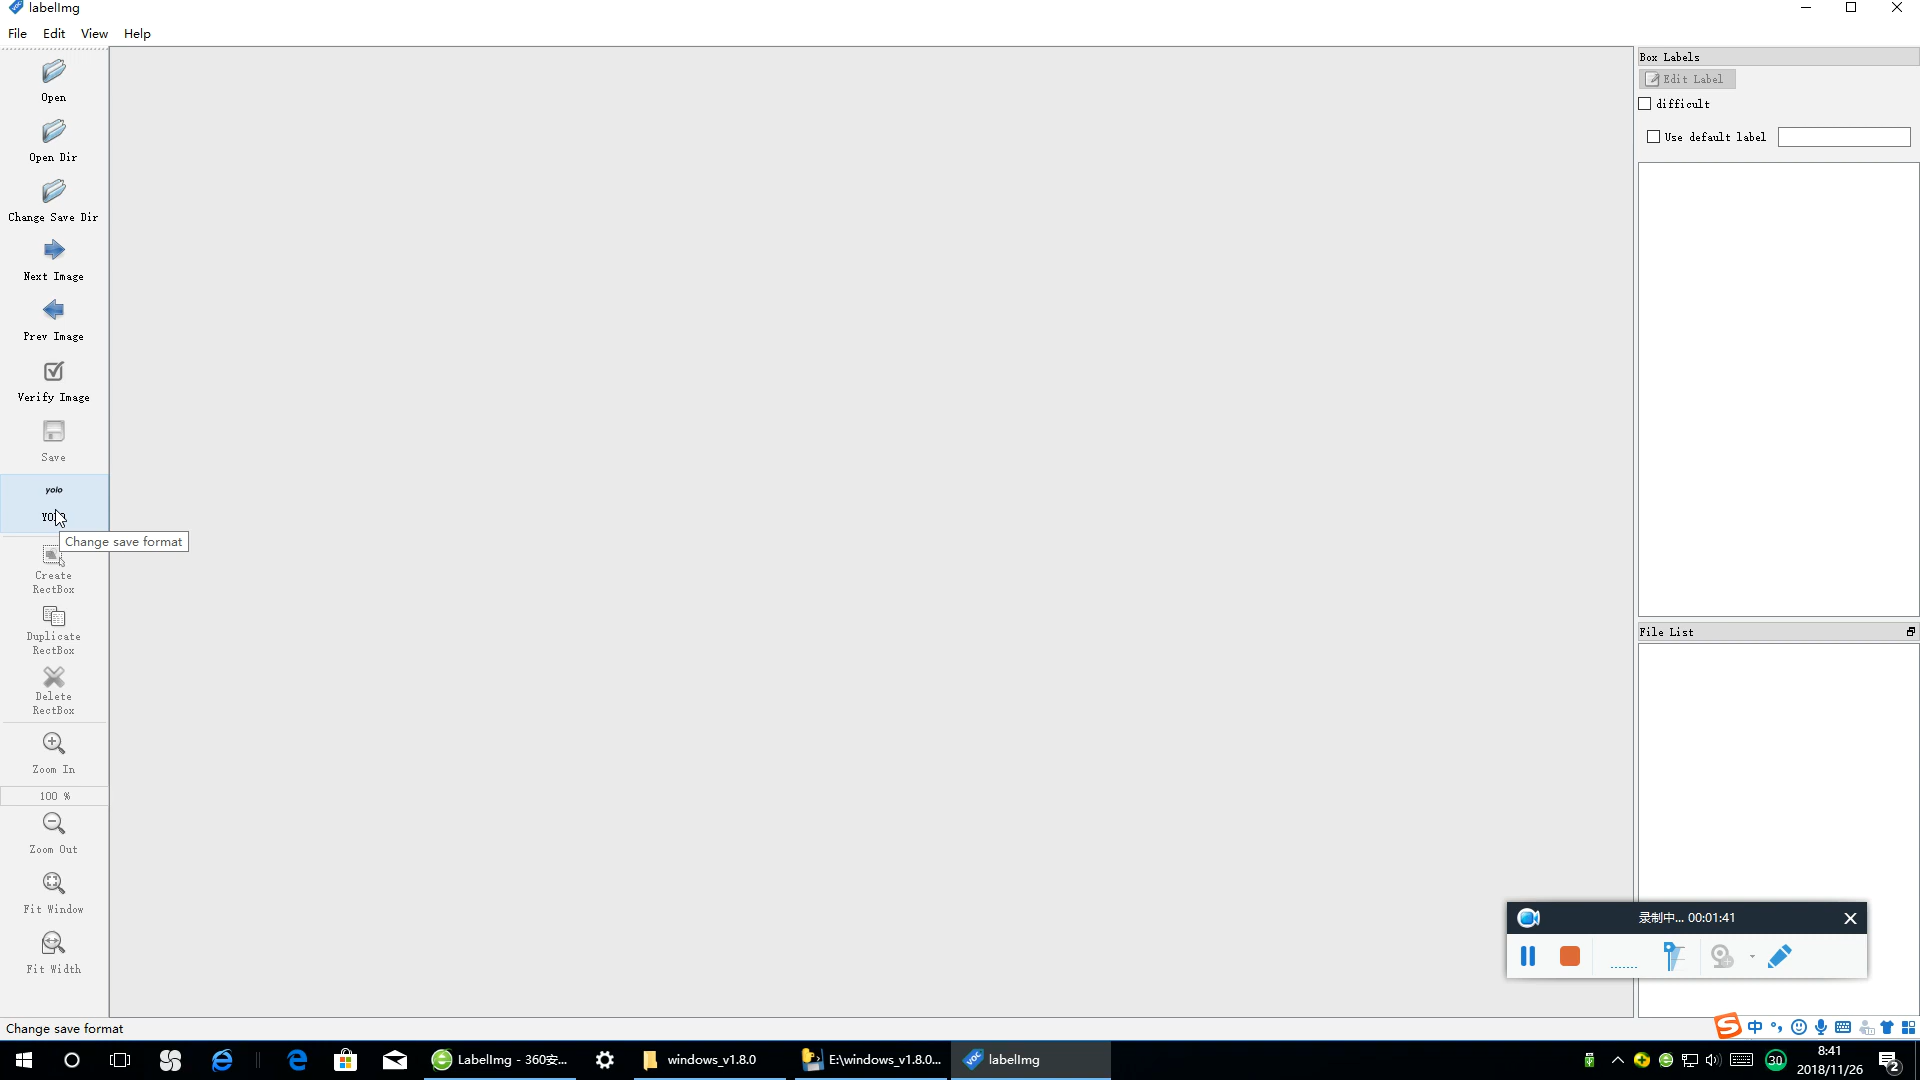 labelImg
File Edit View Help
Open
Open Dir
Change Save Dir
Next Image
Prev Image
Verify Image
Save
yolo
Change save format
Create
RectBox
Duplicate
RectBox
Delete
RectBox
Zoom In
100 %
Zoom Out
Fit Window
Fit Width
Box Labels
Edit Label
difficult
Use default label
File List
录制中... 00:01:41
Change save format
中
LabelImg - 360安...
windows_v1.8.0
E:\windows_v1.8.0...
labelImg
30
8:41
2018/11/26
2